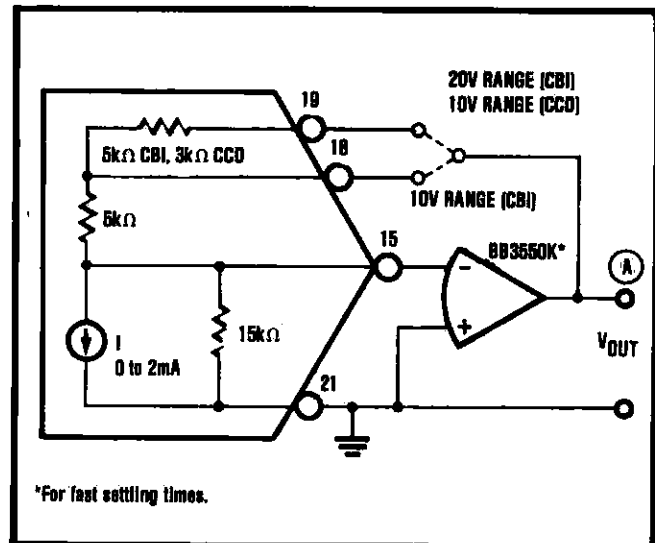 20V RANGE (CBI)
10V RANGE (CCD)
19
5kΩ CBI, 3kΩ CCD
18
10V RANGE (CBI)
5kΩ
15
BB3550K*
A
-
+
15kΩ
I
0 to 2mA
VOUT
21
*For fast settling times.